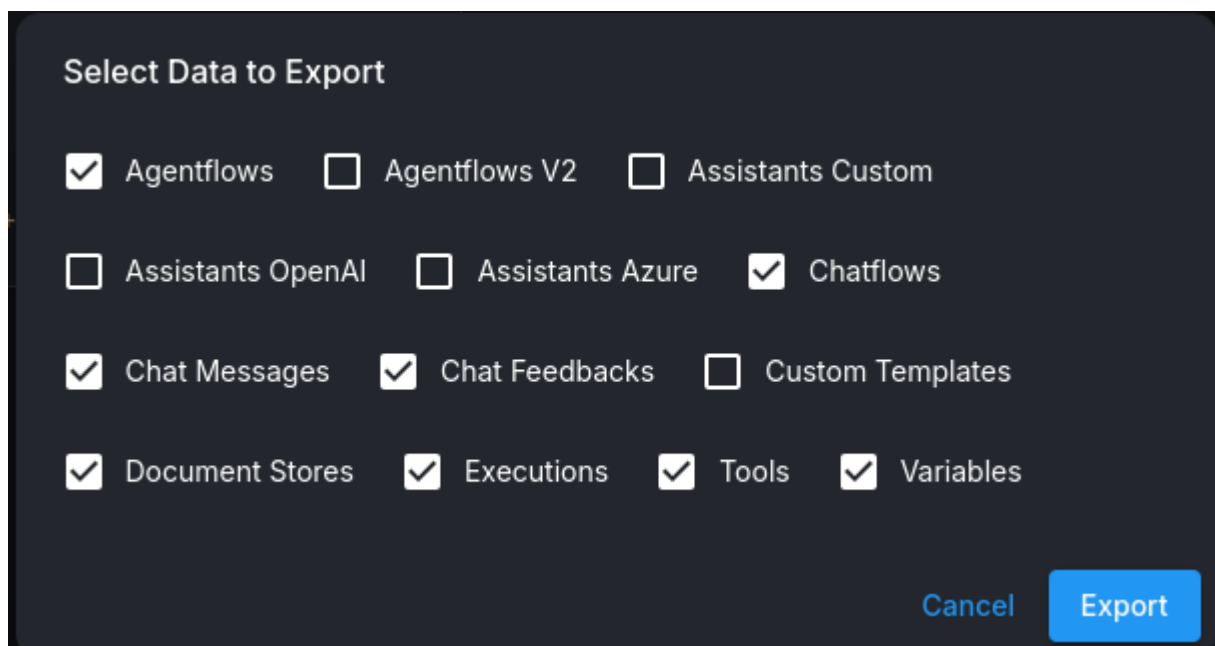 Select Data to Export
Agentflows Agentflows V2 Assistants Custom
Assistants OpenAI Assistants Azure Chatflows
Chat Messages Chat Feedbacks Custom Templates
Document Stores Executions Tools Variables
Cancel Export